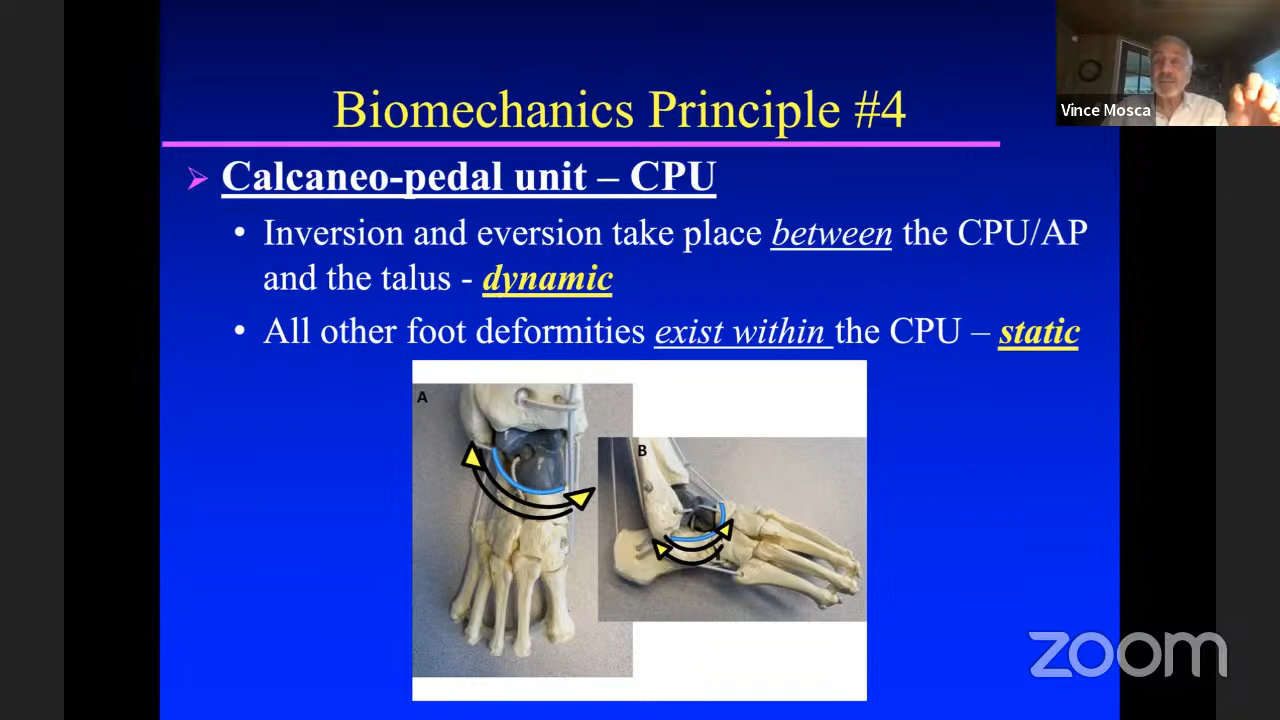 Biomechanics Principle #4
Vince Mosca
➢ Calcaneo-pedal unit – CPU
• Inversion and eversion take place between the CPU/AP
and the talus - dynamic
• All other foot deformities exist within the CPU – static
A
B
zoom